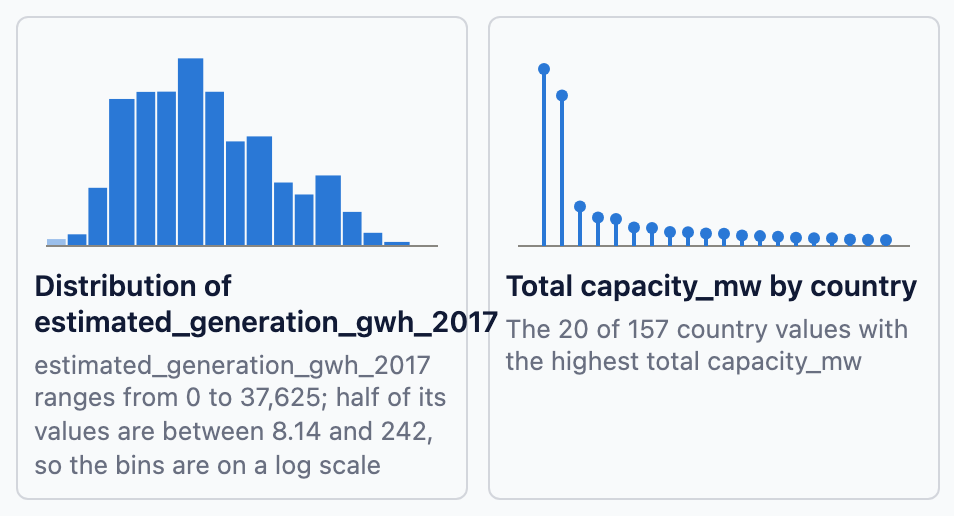 Distribution of
estimated_generation_gwh_2017
estimated_generation_gwh_2017
ranges from 0 to 37,625; half of its
values are between 8.14 and 242,
so the bins are on a log scale
Total capacity_mw by country
The 20 of 157 country values with
the highest total capacity_mw